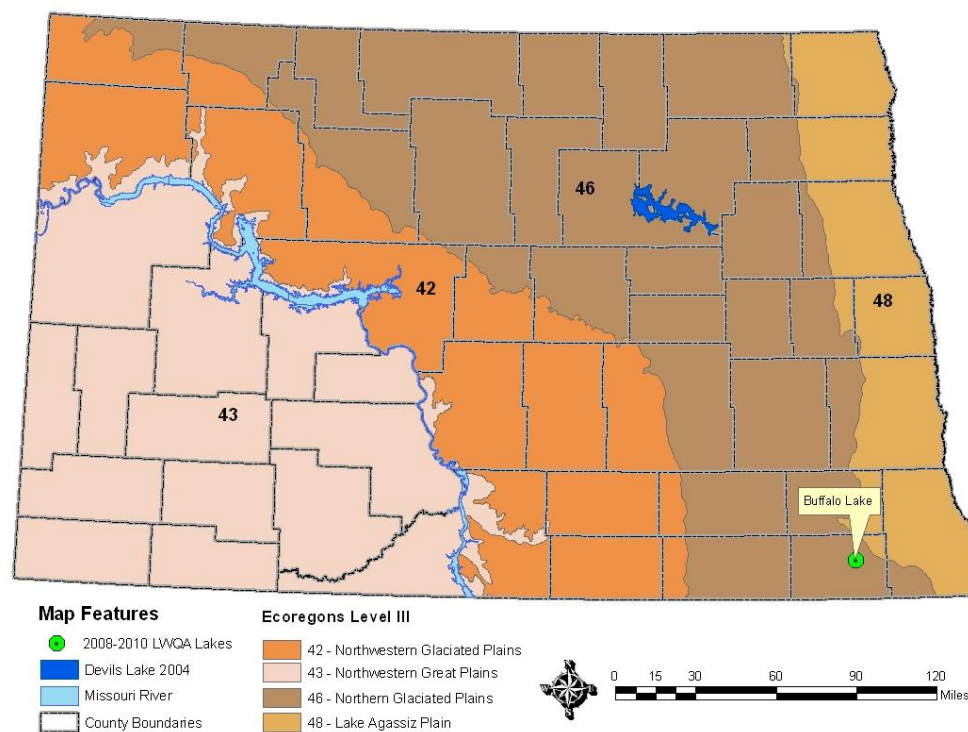 46
48
42
43
Buffalo Lake
Map Features
2008-2010 LWQA Lakes
Devils Lake 2004
Missouri River
County Boundaries
Ecoregons Level III
42 - Northwestern Glaciated Plains
43 - Northwestern Great Plains
46 - Northern Glaciated Plains
48 - Lake Agassiz Plain
N
S
0 15 30 60 90 120
Miles